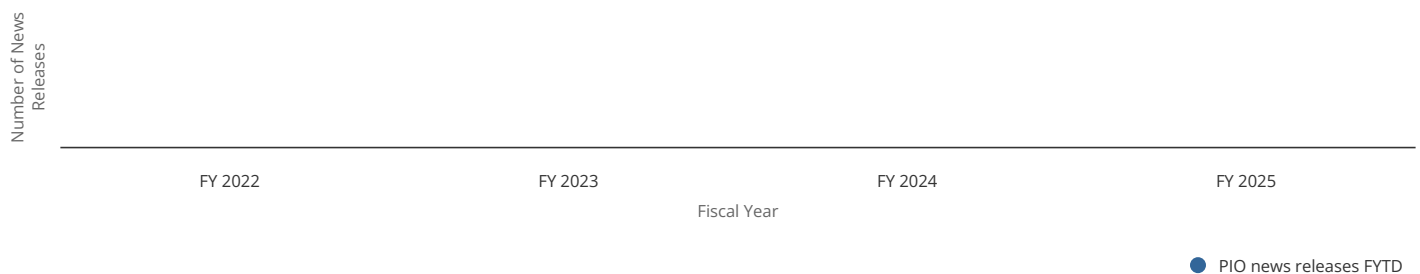 Number of News
Releases
FY 2022
FY 2023
FY 2024
FY 2025
Fiscal Year
PIO news releases FYTD